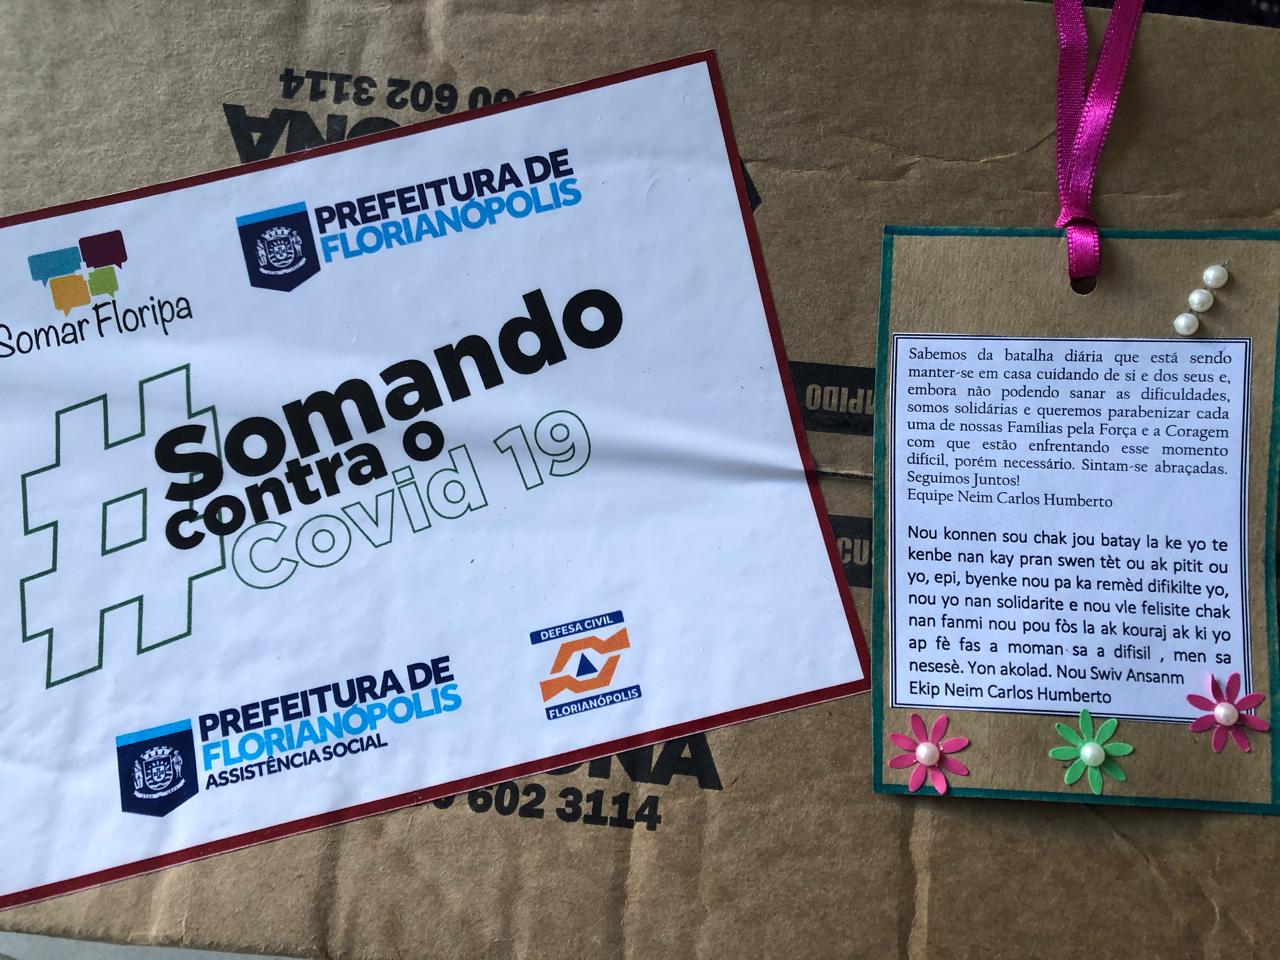 602 3114
PREFEITURA DE
FLORIANÓPOLIS
Somar Floripa
#Somando
contra o
Covid 19
PREFEITURA DE
FLORIANÓPOLIS
ASSISTÊNCIA SOCIAL
DEFESA CIVIL
FLORIANÓPOLIS
602 3114
Sabemos da batalha diária que está sendo
manter-se em casa cuidando de si e dos seus e,
embora não podendo sanar as dificuldades,
somos solidárias e queremos parabenizar cada
uma de nossas Famílias pela Força e a Coragem
com que estão enfrentando esse momento
difícil, porém necessário. Sintam-se abraçadas.
Seguimos Juntos!
Equipe Neim Carlos Humberto
Nou konnen sou chak jou batay la ke yo te
kenbe nan kay pran swen tèt ou ak pitit ou
yo, epi, byenke nou pa ka remèd difikilte yo,
nou yo nan solidarite e nou vle felisite chak
nan fanmi nou pou fòs la ak kouraj ak ki yo
ap fè fas a moman sa a difisil , men sa
nesesè. Yon akolad. Nou Swiv Ansanm
Ekip Neim Carlos Humberto